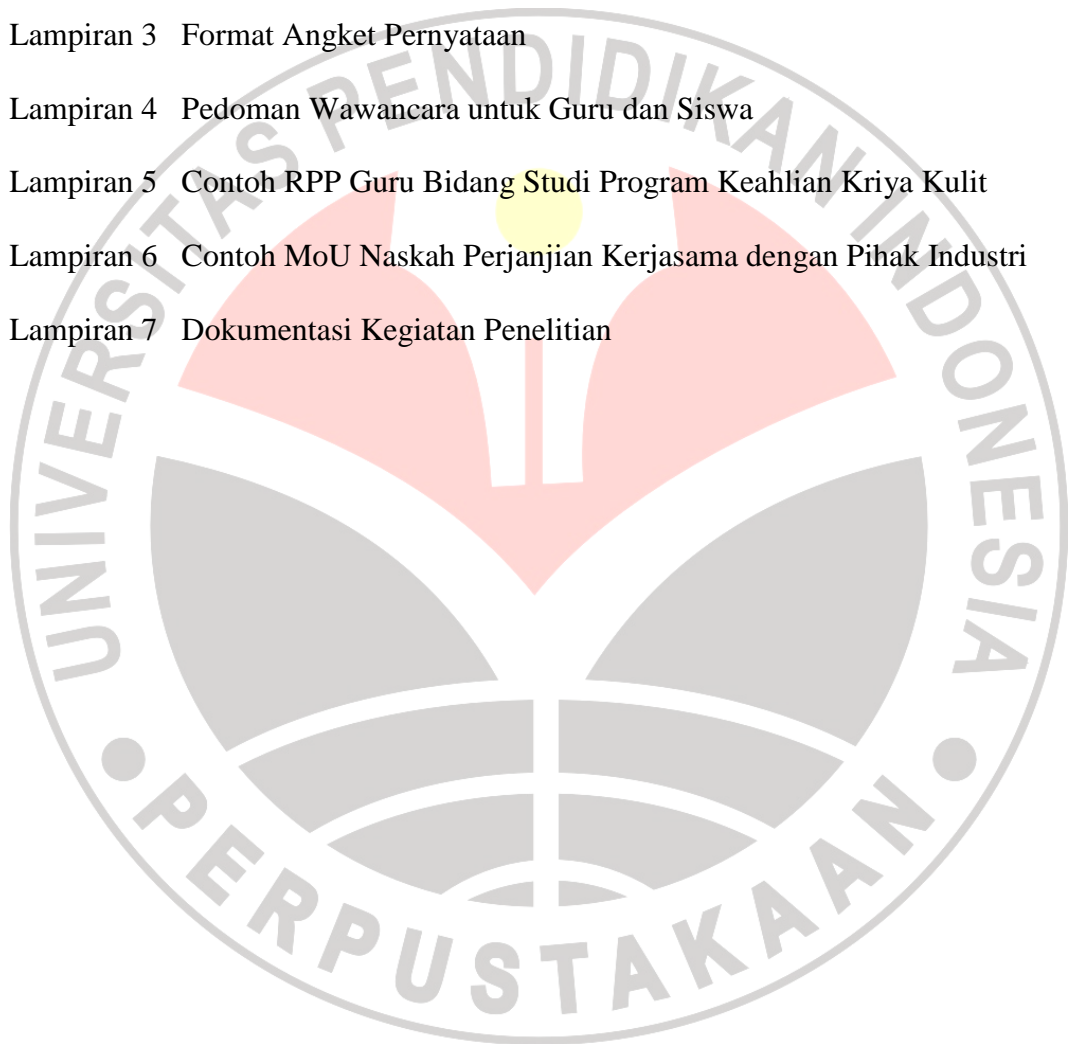 Lampiran 3 Format Angket Pernyataan
Lampiran 4 Pedoman Wawancara untuk Guru dan Siswa
Lampiran 5 Contoh RPP Guru Bidang Studi Program Keahlian Kriya Kulit
Lampiran 6 Contoh MoU Naskah Perjanjian Kerjasama dengan Pihak Industri
Lampiran 7 Dokumentasi Kegiatan Penelitian
UNIVERSITAS PENDIDIKAN INDONESIA
PERPUSTAKAAN